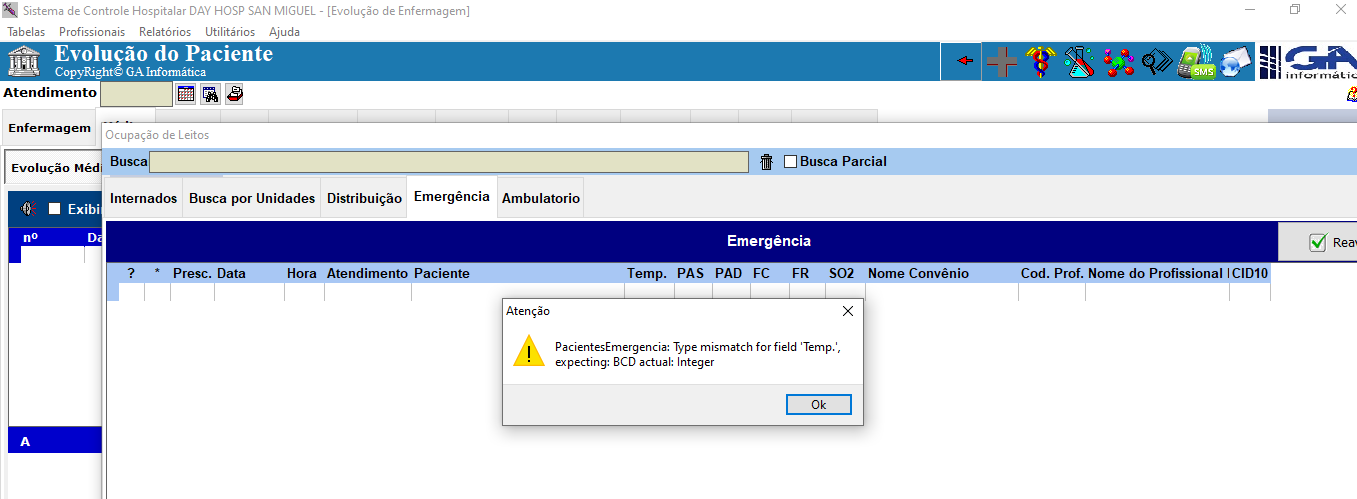 Sistema de Controle Hospitalar DAY HOSP SAN MIGUEL - [Evolução de Enfermagem]
Tabelas Profissionais Relatórios Utilitários Ajuda
Evolução do Paciente
CopyRight© GA Informática
SMS
GA
informátic
Atendimento
Enfermagem
Ocupação de Leitos
Evolução Médi
Busca
Busca Parcial
Internados Busca por Unidades Distribuição Emergência Ambulatorio
Exibi
Emergência
Reav
nº Da
? * Presc. Data Hora Atendimento Paciente Temp. PAS PAD FC FR SO2 Nome Convênio Cod. Prof. Nome do Profissional CID10
Atenção
PacientesEmergencia: Type mismatch for field 'Temp.',
expecting: BCD actual: Integer
Ok
A